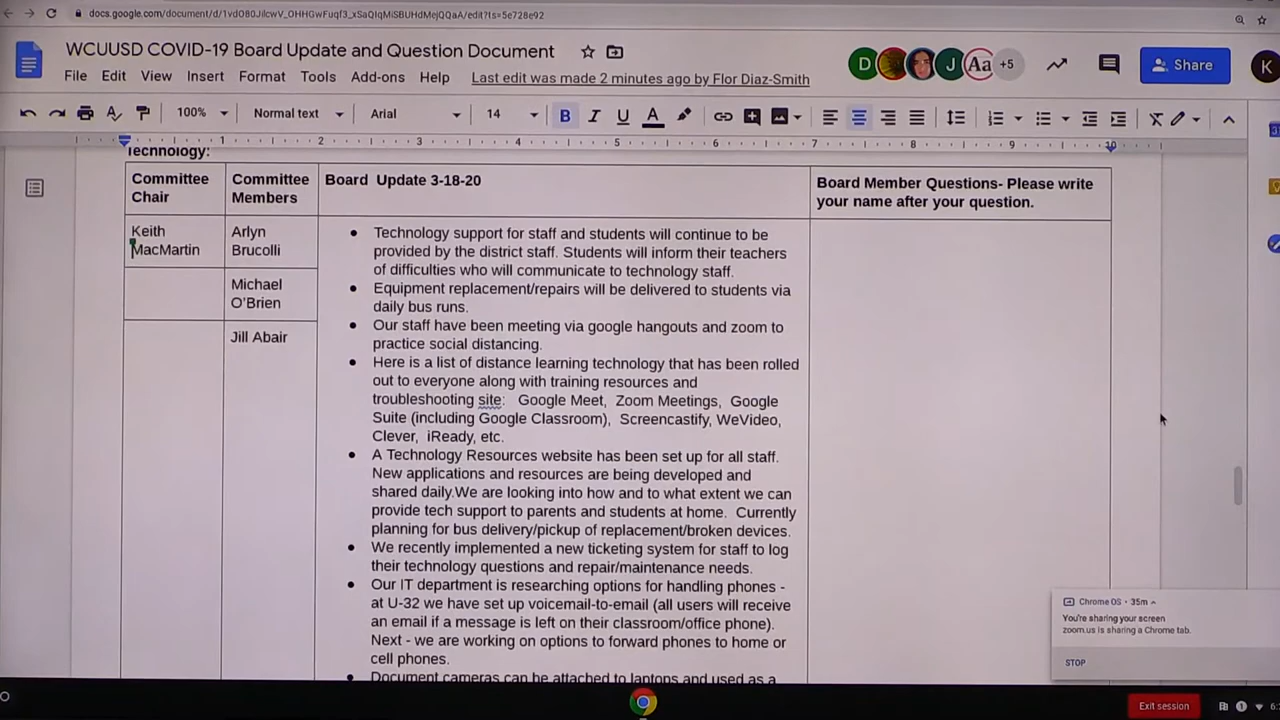 docs.google.com/document/d/1vdO80JilcwV_OHHGwFuqf3_xSaQIqMiSBUHdMejQQaA/edit?ts=5e728e92
WCUUSD COVID-19 Board Update and Question Document
D J Aa +5
Share
K
File Edit View Insert Format Tools Add-ons Help
Last edit was made 2 minutes ago by Flor Diaz-Smith
100% Normal text Arial 14 B I U A
1 2 3 4 5 6 7 8 9 10
Technology:
Committee Chair
Committee Members
Board Update 3-18-20
Board Member Questions- Please write
your name after your question.
Keith
MacMartin
Arlyn
Brucolli
Michael
O'Brien
Jill Abair
Technology support for staff and students will continue to be
provided by the district staff. Students will inform their teachers
of difficulties who will communicate to technology staff.
Equipment replacement/repairs will be delivered to students via
daily bus runs.
Our staff have been meeting via google hangouts and zoom to
practice social distancing.
Here is a list of distance learning technology that has been rolled
out to everyone along with training resources and
troubleshooting site: Google Meet, Zoom Meetings, Google
Suite (including Google Classroom), Screencastify, WeVideo,
Clever, iReady, etc.
A Technology Resources website has been set up for all staff.
New applications and resources are being developed and
shared daily.We are looking into how and to what extent we can
provide tech support to parents and students at home. Currently
planning for bus delivery/pickup of replacement/broken devices.
We recently implemented a new ticketing system for staff to log
their technology questions and repair/maintenance needs.
Our IT department is researching options for handling phones -
at U-32 we have set up voicemail-to-email (all users will receive
an email if a message is left on their classroom/office phone).
Next - we are working on options to forward phones to home or
cell phones.
Document cameras can be attached to laptops and used as a
Chrome OS • 35m
You're sharing your screen
zoom.us is sharing a Chrome tab.
STOP
Exit session